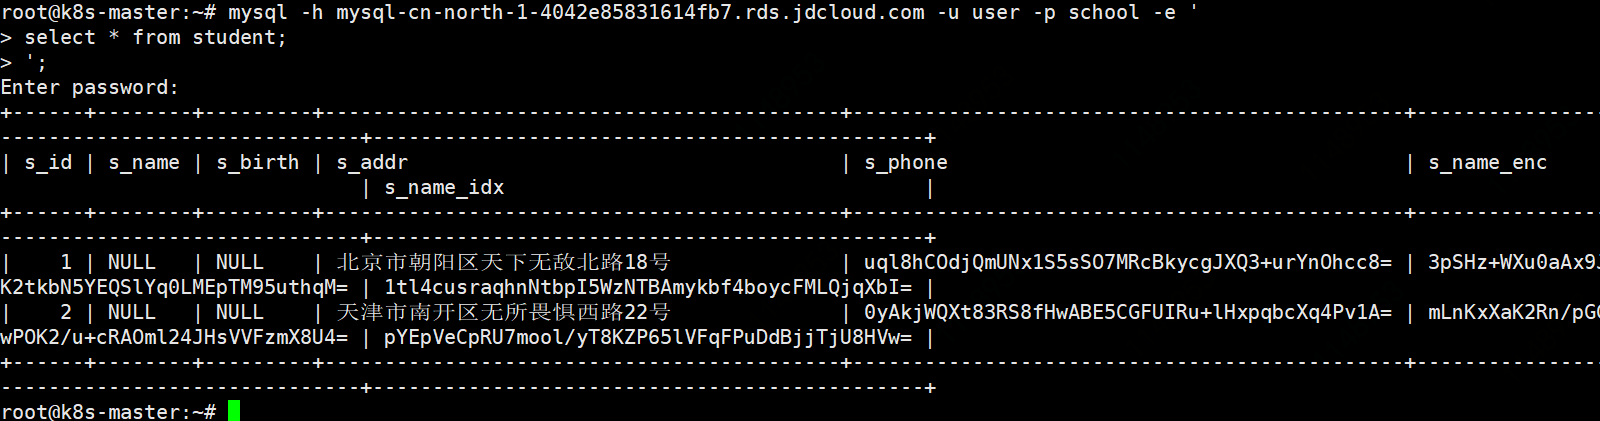 root@k8s-master:~# mysql -h mysql-cn-north-1-4042e85831614fb7.rds.jdcloud.com -u user -p school -e '
> select * from student;
> ';
Enter password:
+------+--------+---------+-------------------------------------------+----------------------------------------------+---------------
------------------------------+----------------------------------------------+
| s_id | s_name | s_birth | s_addr                                    | s_phone                                      | s_name_enc
                              | s_name_idx                                   |
+------+--------+---------+-------------------------------------------+----------------------------------------------+---------------
------------------------------+----------------------------------------------+
|    1 | NULL   | NULL    | 北京市朝阳区天下无敌北路18号              | uql8hCOdjQmUNx1S5sSO7MRcBkycgJXQ3+urYnOhcc8= | 3pSHz+WXu0aAx9J
K2tkbN5YEQSlYq0LMEpTM95uthqM= | 1tl4cusraqhnNtbpI5WzNTBAmykbf4boycFMLQjqXbI= |
|    2 | NULL   | NULL    | 天津市南开区无所畏惧西路22号              | 0yAkjWQXt83RS8fHwABE5CGFUIRu+lHxpqbcXq4Pv1A= | mLnKxXaK2Rn/pGO
wPOK2/u+cRAOml24JHsVVFzmX8U4= | pYEpVeCpRU7mool/yT8KZP65lVFqFPuDdBjjTjU8HVw= |
+------+--------+---------+-------------------------------------------+----------------------------------------------+---------------
------------------------------+----------------------------------------------+
root@k8s-master:~#